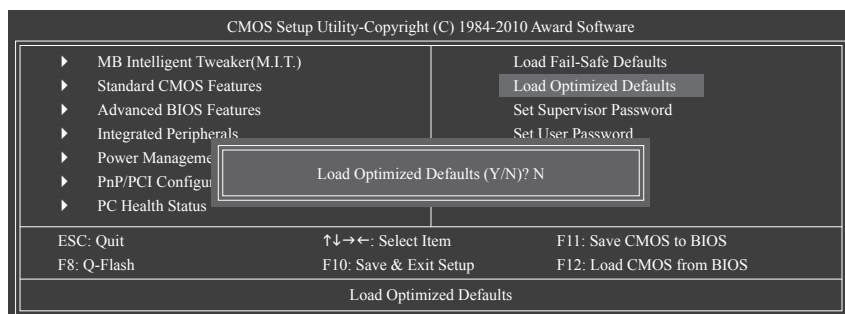 CMOS Setup Utility-Copyright (C) 1984-2010 Award Software
MB Intelligent Tweaker(M.I.T.)
Standard CMOS Features
Advanced BIOS Features
Integrated Peripherals
Power
PnP/PCI
PC Health Status
Load Fail-Safe Defaults
Load Optimized Defaults
Set Supervisor Password
Set User Password
Load Optimized Defaults (Y/N)? N
ESC: Quit
↑↓→←: Select Item
F11: Save CMOS to BIOS
F8: Q-Flash
F10: Save & Exit Setup
F12: Load CMOS from BIOS
Load Optimized Defaults